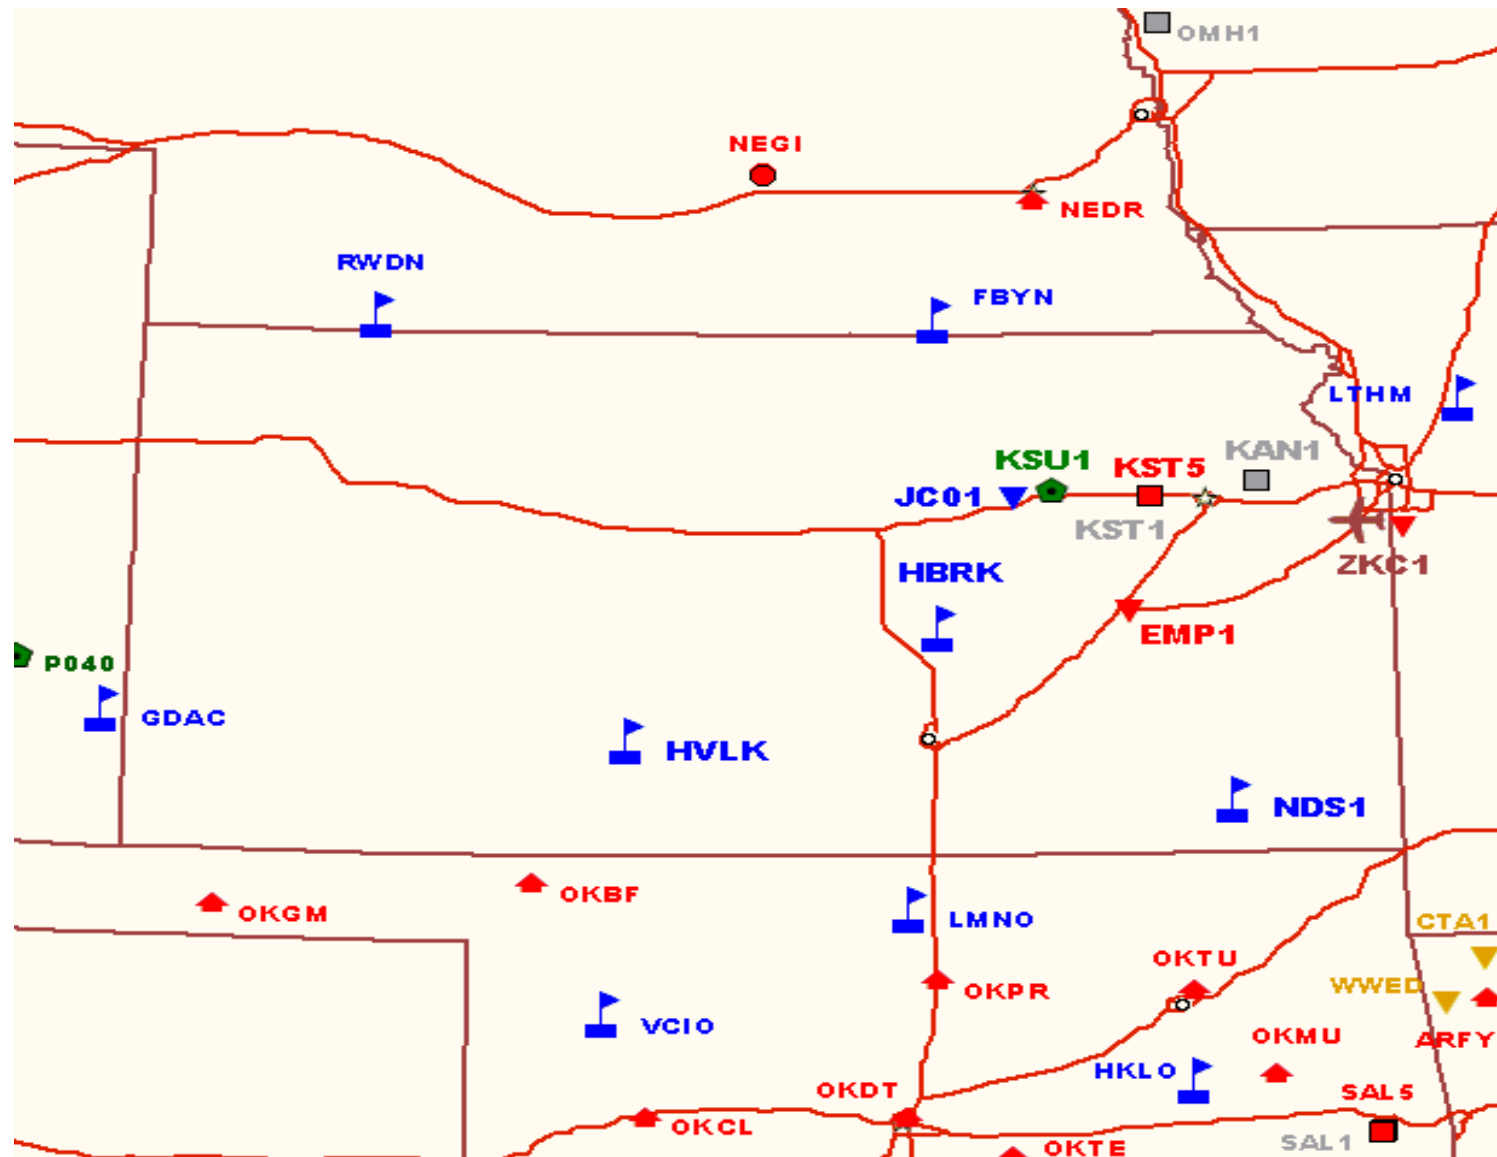 OMH1
NEGI
NEDR
RWDN
FBYN
LTHM
KAN1
KSU1
KST5
JC01
KST1
ZKC1
HBRK
EMP1
P040
GDAC
HVLK
NDS1
OKBF
OKGM
LMNO
CTA1
OKTU
WWED
OKPR
VCIO
OKMU
ARFY
HKLO
OKDT
SAL5
OKCL
SAL1
OKTE